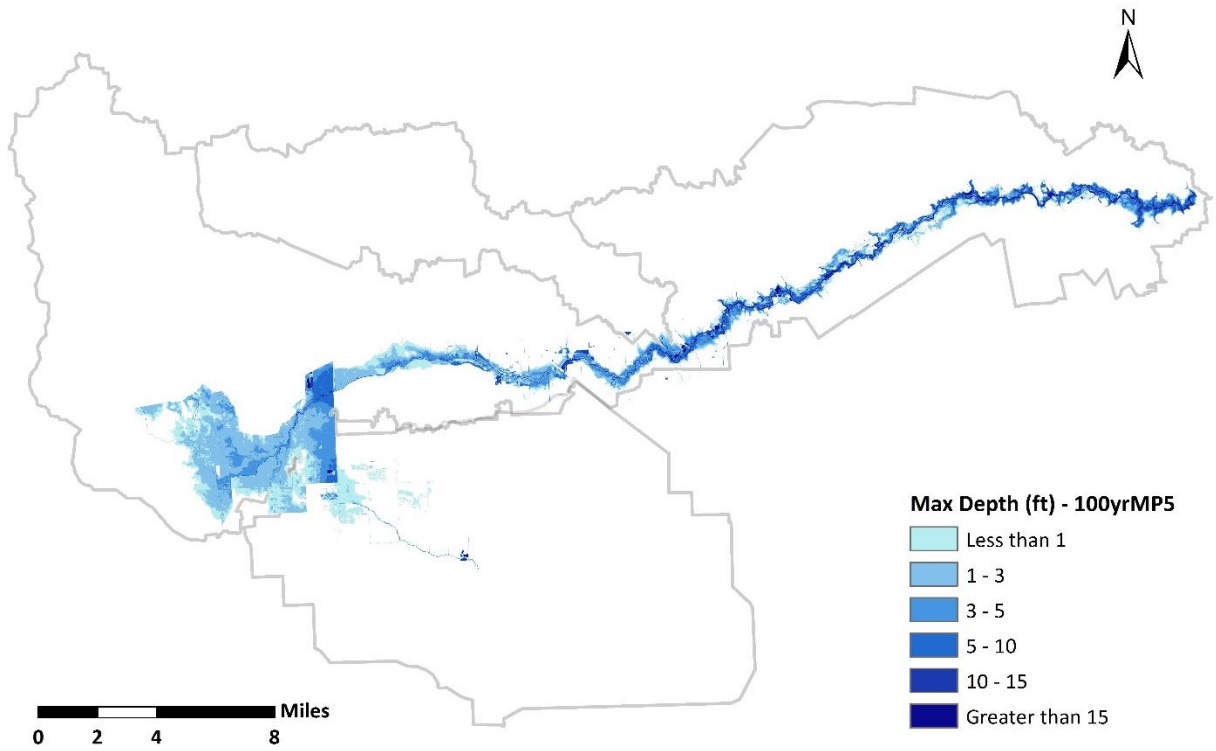 N
Max Depth (ft) - 100yrMP5
Less than 1
1 - 3
3 - 5
5 - 10
10 - 15
Greater than 15
Miles
0 2 4 8